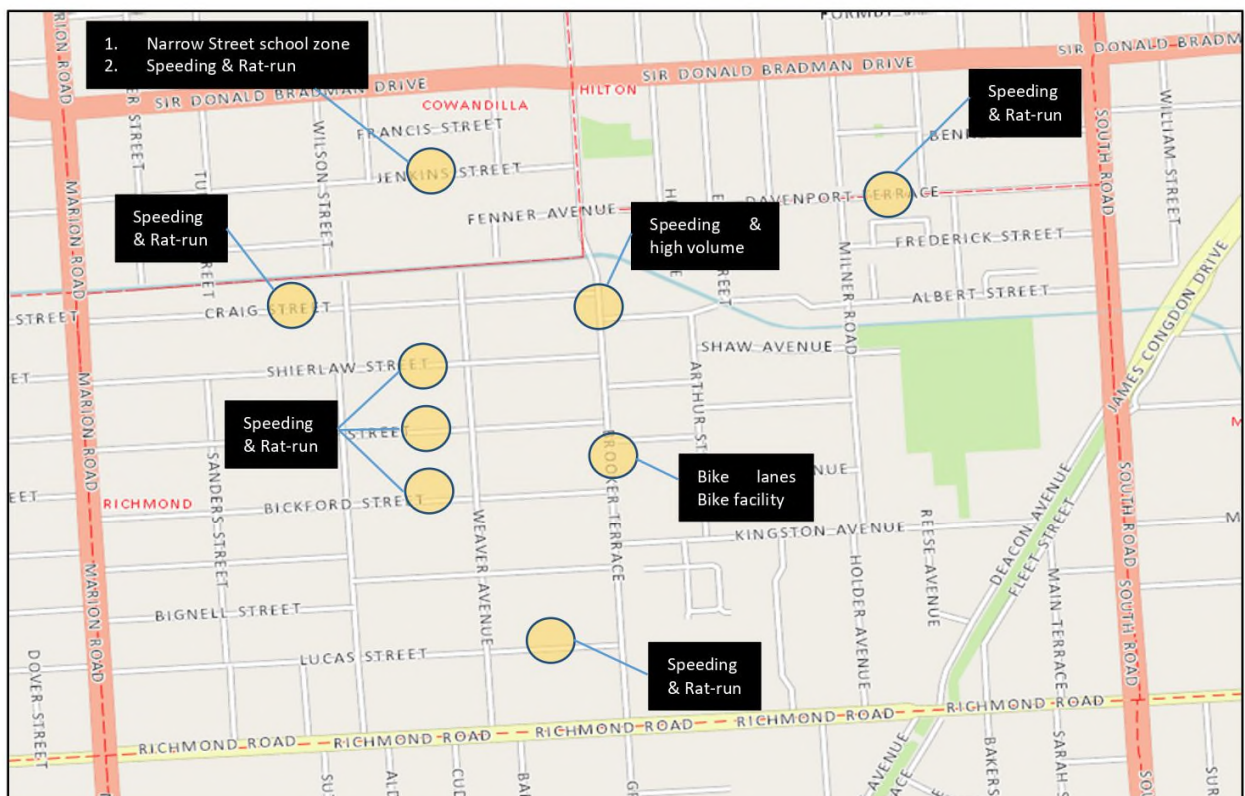 1. Narrow Street school zone
2. Speeding & Rat-run
SIR DONALD BRADMAN DRIVE
SIR DONALD BRADMAN DRIVE
SIR DONALD BRADM
MARION ROAD
COWANDILLA
HILTON
Speeding
& Rat-run
FRANCIS STREET
JENKINS STREET
WILSON STREET
WILLIAM STREET
SOUTH ROAD
MARION ROAD
Speeding
& Rat-run
FENNER AVENUE
DAVENPORT TERRACE
Speeding &
high volume
FREDERICK STREET
MILNER ROAD
CRAIG STREET
STREET
ALBERT STREET
JAMES CONGDON DRIVE
SHIERLAW STREET
SHAW AVENUE
MARION ROAD
ARTHUR ST
Speeding
& Rat-run
STREET
SANDERS STREET
BROOKER TERRACE
Bike lanes
Bike facility
RICHMOND
BICKFORD STREET
KINGSTON AVENUE
WEAVER AVENUE
REESE AVENUE
DEACON AVENUE
FLEET STREET
SOUTH ROAD
SOUTH ROAD
MARION ROAD
HOLDER AVENUE
MAIN TERRACE
BIGNELL STREET
LUCAS STREET
Speeding
& Rat-run
DOVER STREET
RICHMOND ROAD
RICHMOND ROAD
RICHMOND ROAD
RICHMOND ROAD
RICHMOND ROAD
AVENUE
BAKERS
SARAH S